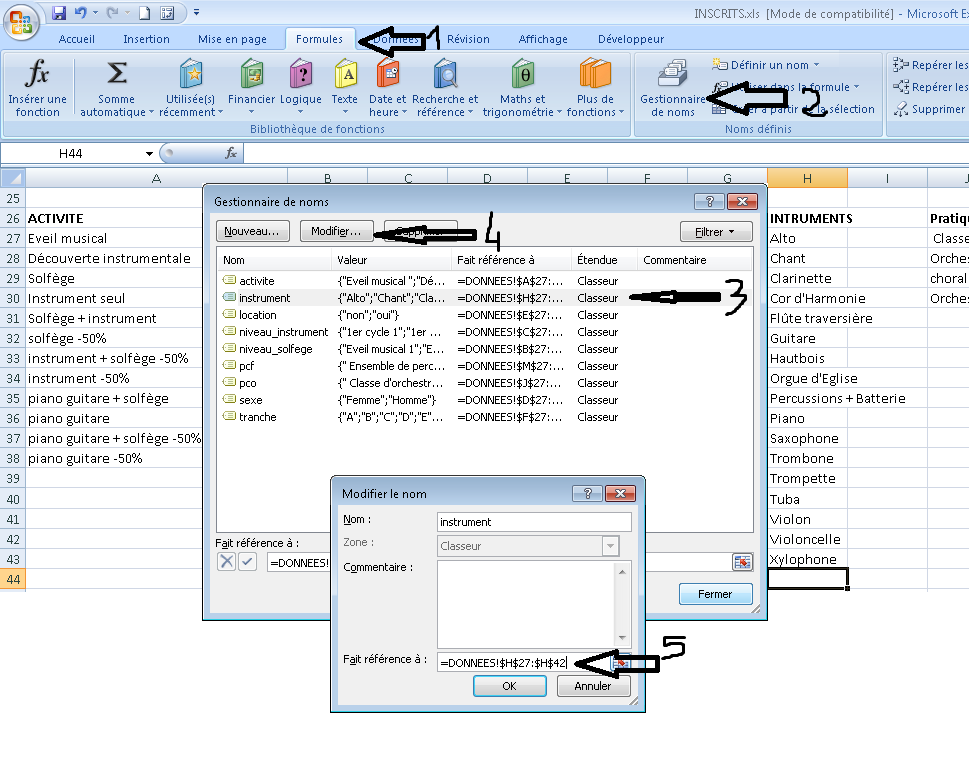 INSCRITS.xls [Mode de compatibilité] - Microsoft Ex
Accueil Insertion Mise en page Formules Données Révision Affichage Développeur
1
Insérer une fonction
Somme automatique
Utilisée(s) récemment
Financier
Logique
Texte
Date et heure
Recherche et référence
Maths et trigonométrie
Plus de fonctions
Bibliothèque de fonctions
Gestionnaire de noms
Définir un nom
dans la formule
à partir la sélection
Noms définis
2
Repérer les
Repérer les
Supprimer
H44 fx
A B C D E F G H I J
25
26 ACTIVITE INTRUMENTS Pratiq
27 Eveil musical Alto Classe
28 Découverte instrumentale Chant Orches
29 Solfège Clarinette choral
30 Instrument seul Cor d'Harmonie Orches
31 Solfège + instrument Flûte traversière
32 solfège -50% Guitare
33 instrument + solfège -50% Hautbois
34 instrument -50% Orgue d'Eglise
35 piano guitare + solfège Percussions + Batterie
36 piano guitare Piano
37 piano guitare + solfège -50% Saxophone
38 piano guitare -50% Trombone
39 Trompette
40 Tuba
41 Violon
42 Violoncelle
43 Xylophone
44
Gestionnaire de noms
Nouveau... Modifier... Filtrer
4
Nom Valeur Fait référence à Étendue Commentaire
activite {"Eveil musical ";"Dé... =DONNEES!$A$27:... Classeur
instrument {"Alto";"Chant";"Cla... =DONNEES!$H$27:... Classeur
3
location {"non";"oui"} =DONNEES!$E$27:... Classeur
niveau_instrument {"1er cycle 1";"1er ... =DONNEES!$C$27:... Classeur
niveau_solfege {"Eveil musical 1";"E... =DONNEES!$B$27:... Classeur
pcf {" Ensemble de perc... =DONNEES!$M$27:... Classeur
pco {" Classe d'orchestr... =DONNEES!$J$27:... Classeur
sexe {"Femme";"Homme"} =DONNEES!$D$27:... Classeur
tranche {"A";"B";"C";"D";"E"... =DONNEES!$F$27:... Classeur
Fait référence à :
=DONNEES!
Fermer
Modifier le nom
Nom : instrument
Zone : Classeur
Commentaire :
Fait référence à : =DONNEES!$H$27:$H$42
5
OK Annuler